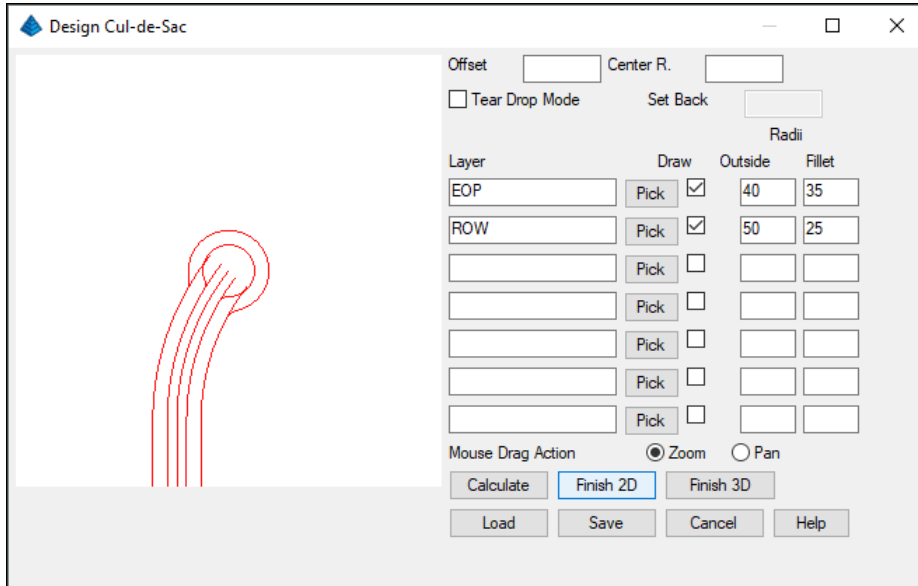 Design Cul-de-Sac
Offset Center R.
Tear Drop Mode Set Back
Radii
Layer Draw Outside Fillet
EOP Pick 40 35
ROW Pick 50 25
Pick
Pick
Pick
Pick
Pick
Mouse Drag Action Zoom Pan
Calculate Finish 2D Finish 3D
Load Save Cancel Help